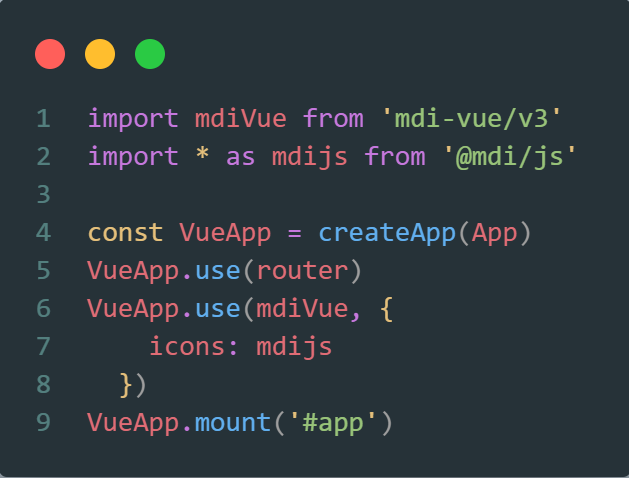 1 import mdiVue from 'mdi-vue/v3'
2 import * as mdijs from '@mdi/js'
3
4 const VueApp = createApp(App)
5 VueApp.use(router)
6 VueApp.use(mdiVue, {
7     icons: mdijs
8   })
9 VueApp.mount('#app')